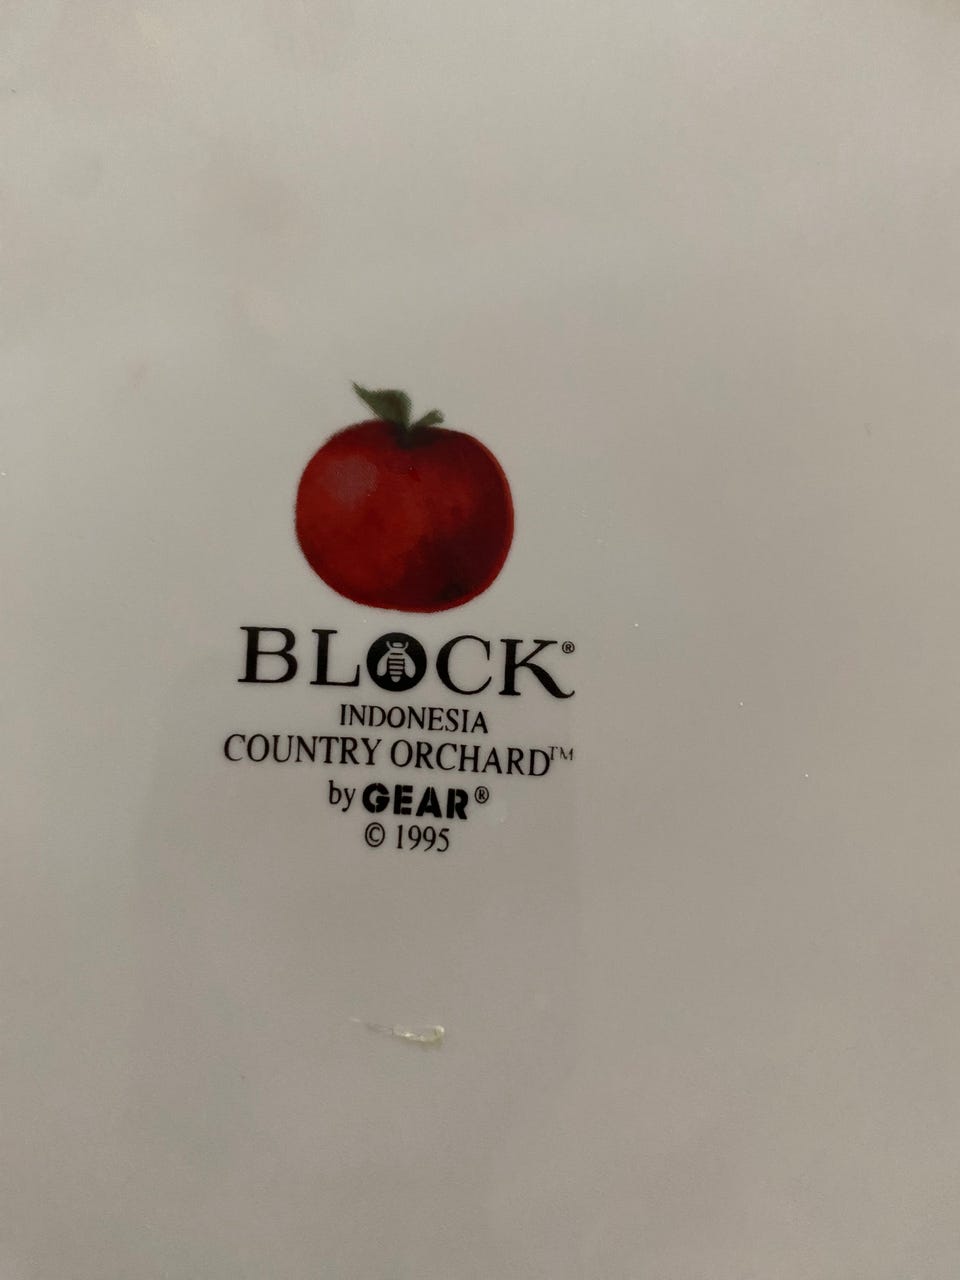 BLOCK®
INDONESIA
COUNTRY ORCHARD™
by GEAR®
© 1995